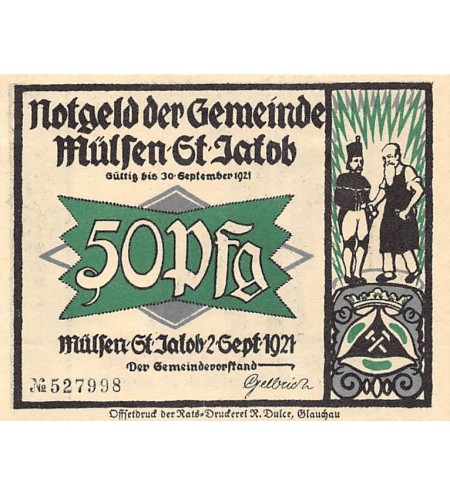 Notgeld der Gemeinde
Mülsen-St. Jakob
Gültig bis 30. September 1921
50 Pfg
Mülsen-St. Jakob 2. Sept. 1921
Der Gemeindevorstand
Gelbrich
№ 527998
Offsetdruck der Rats-Druckerei R. Dulce, Glauchau